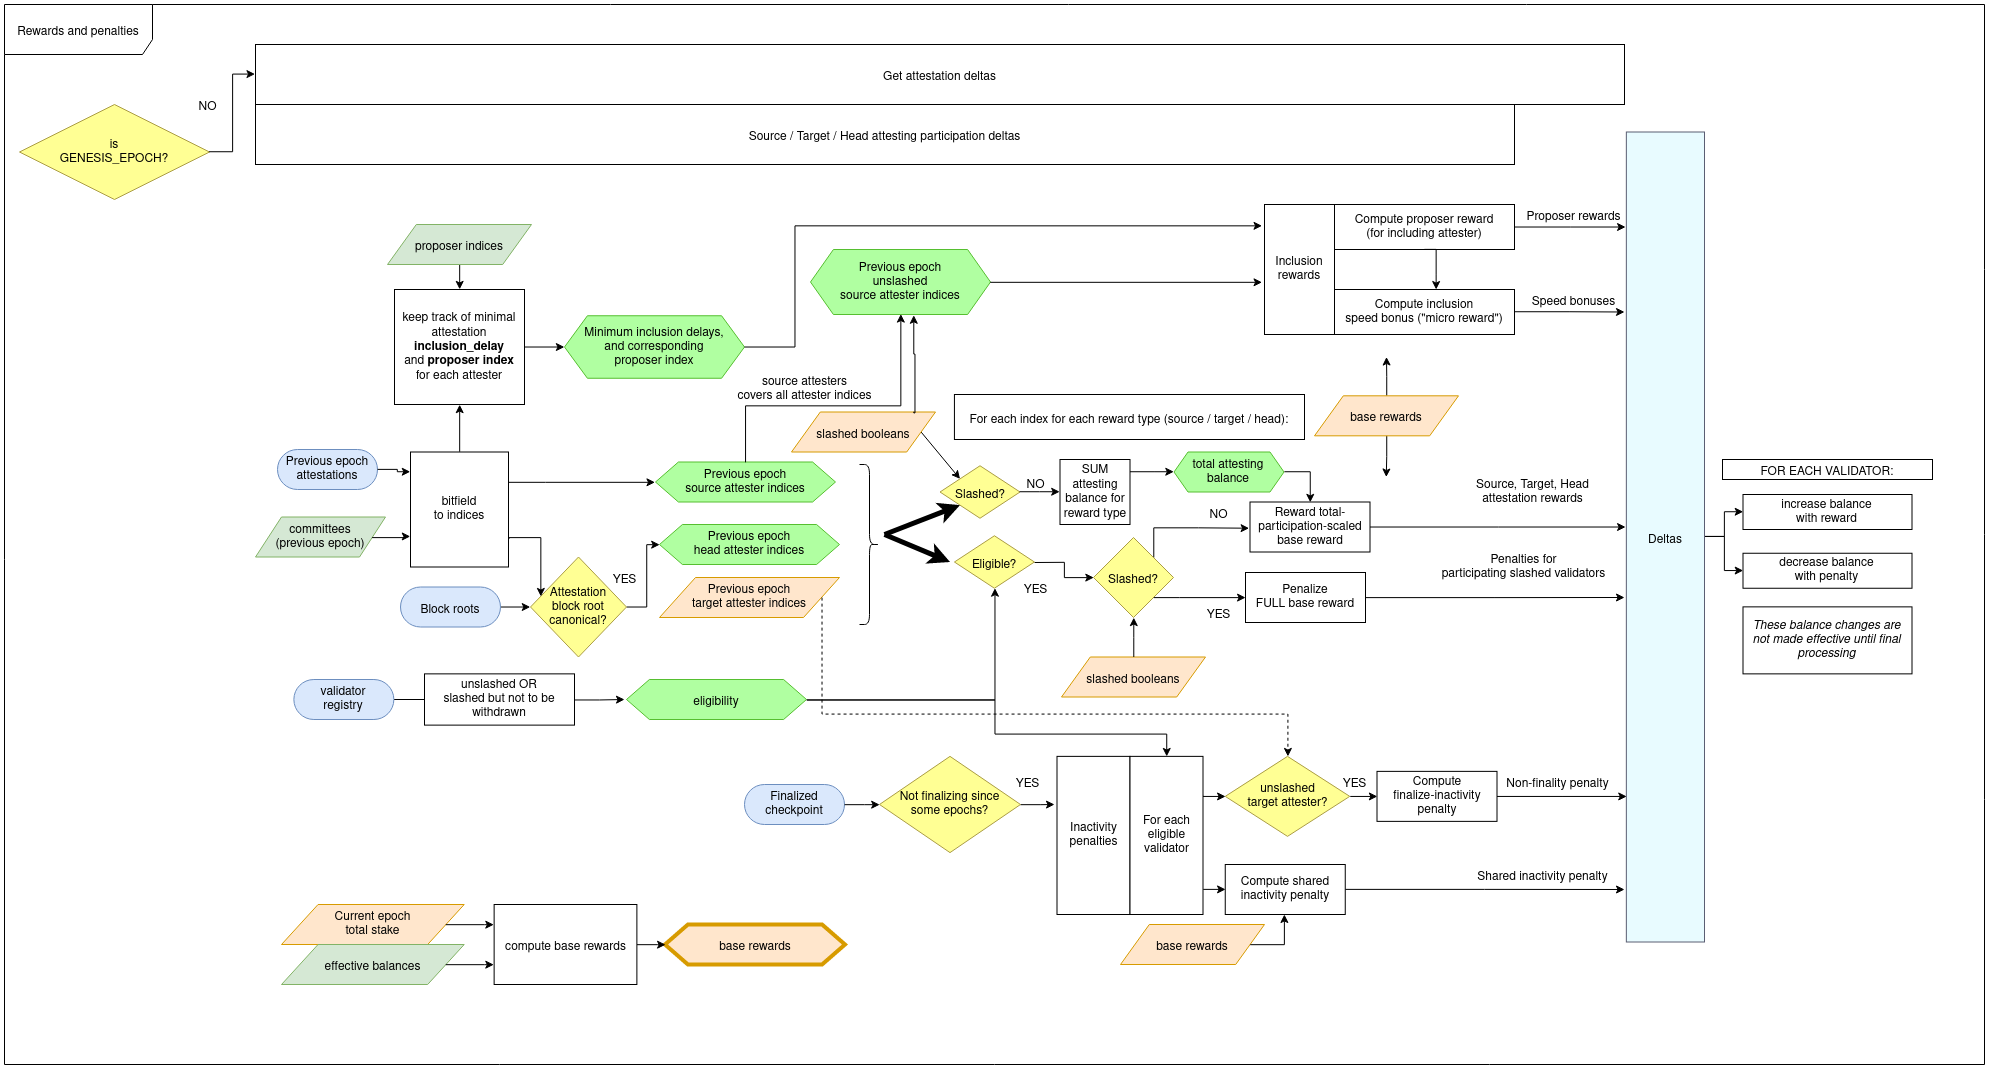 Rewards and penalties
Get attestation deltas
NO
Source / Target / Head attesting participation deltas
is
GENESIS_EPOCH?
proposer indices
keep track of minimal
attestation
inclusion_delay
and proposer index
for each attester
Minimum inclusion delays,
and corresponding
proposer index
Previous epoch
unslashed
source attester indices
Inclusion
rewards
Compute proposer reward
(for including attester)
Proposer rewards
Compute inclusion
speed bonus ("micro reward")
Speed bonuses
source attesters
covers all attester indices
slashed booleans
For each index for each reward type (source / target / head):
base rewards
Previous epoch
attestations
committees
(previous epoch)
bitfield
to indices
Block roots
Attestation
block root
canonical?
YES
Previous epoch
source attester indices
Previous epoch
head attester indices
Previous epoch
target attester indices
Slashed?
NO
SUM
attesting
balance for
reward type
total attesting
balance
Reward total-
participation-scaled
base reward
Source, Target, Head
attestation rewards
Eligible?
YES
Slashed?
NO
YES
Penalize
FULL base reward
Penalties for
participating slashed validators
slashed booleans
Deltas
FOR EACH VALIDATOR:
increase balance
with reward
decrease balance
with penalty
These balance changes are
not made effective until final
processing
validator
registry
unslashed OR
slashed but not to be
withdrawn
eligibility
Finalized
checkpoint
Not finalizing since
some epochs?
YES
Inactivity
penalties
For each
eligible
validator
unslashed
target attester?
YES
Compute
finalize-inactivity
penalty
Non-finality penalty
Compute shared
inactivity penalty
Shared inactivity penalty
base rewards
Current epoch
total stake
effective balances
compute base rewards
base rewards